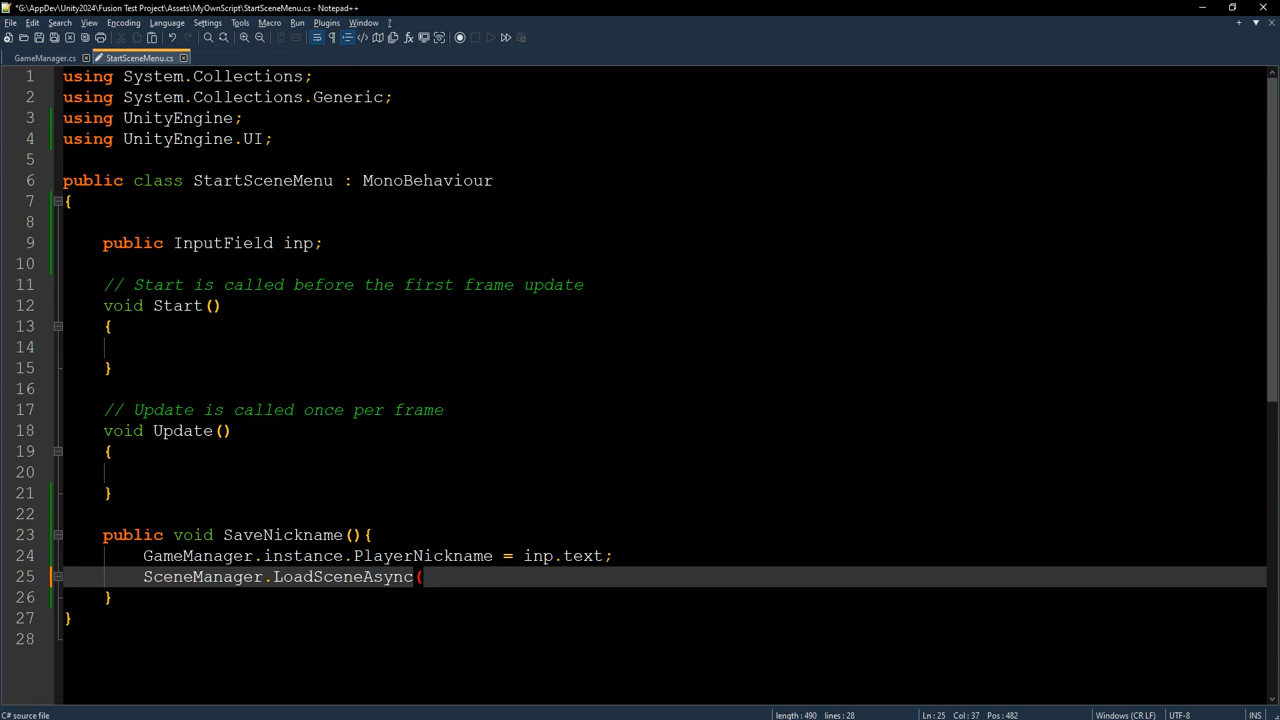 *G:\AppDev\Unity2024\Fusion Test Project\Assets\MyOwnScript\StartSceneMenu.cs - Notepad++
File Edit Search View Encoding Language Settings Tools Macro Run Plugins Window ?
GameManager.cs StartSceneMenu.cs
1 using System.Collections;
2 using System.Collections.Generic;
3 using UnityEngine;
4 using UnityEngine.UI;
5
6 public class StartSceneMenu : MonoBehaviour
7 {
8
9 public InputField inp;
10
11 // Start is called before the first frame update
12 void Start()
13 {
14
15 }
16
17 // Update is called once per frame
18 void Update()
19 {
20
21 }
22
23 public void SaveNickname(){
24 GameManager.instance.PlayerNickname = inp.text;
25 SceneManager.LoadSceneAsync(
26 }
27 }
28
C# source file length: 490 lines: 28 Ln: 25 Col: 37 Pos: 482 Windows (CR LF) UTF-8 INS